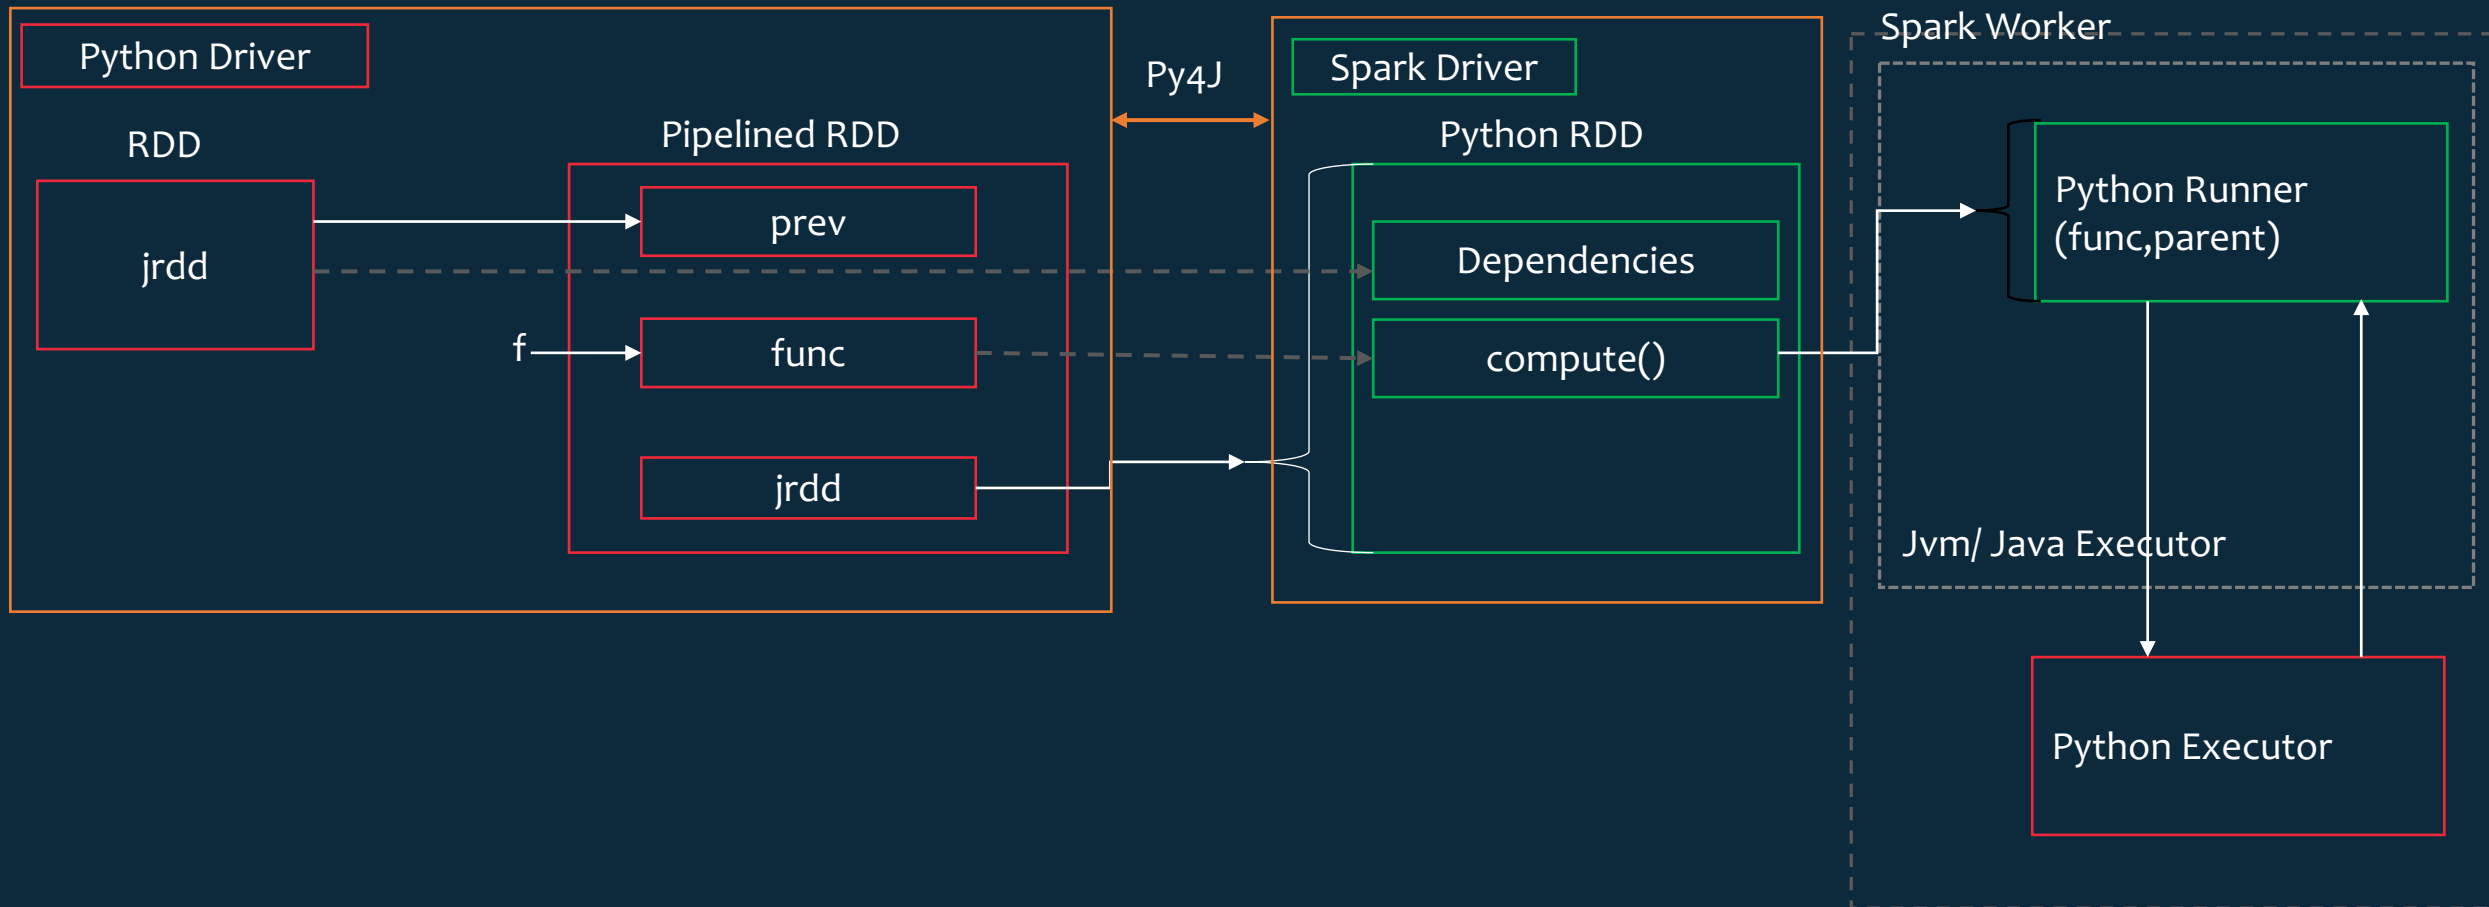 Python Driver
RDD
jrdd
Pipelined RDD
prev
f
func
jrdd
Py4J
Spark Driver
Python RDD
Dependencies
compute()
Spark Worker
Python Runner
(func,parent)
Jvm/ Java Executor
Python Executor